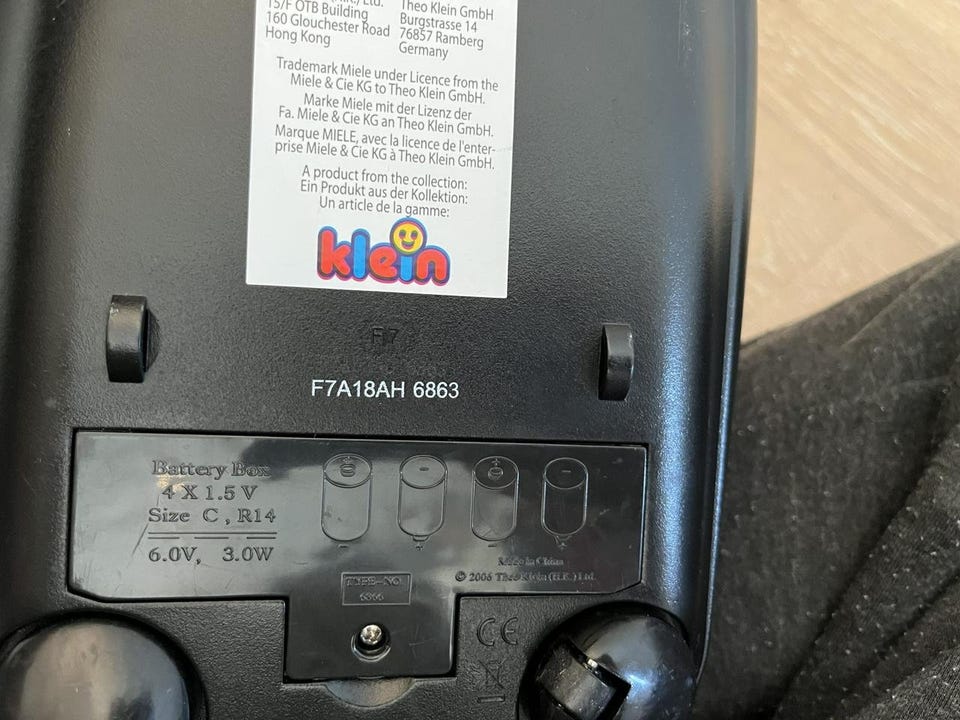 15/F OTB Building
160 Glouchester Road
Hong Kong
Theo Klein GmbH
Burgstrasse 14
76857 Ramberg
Germany
Trademark Miele under Licence from the
Miele & Cie KG to Theo Klein GmbH.
Marke Miele mit der Lizenz der
Fa. Miele & Cie KG an Theo Klein GmbH.
Marque MIELE, avec la licence de l'enter-
prise Miele & Cie KG à Theo Klein GmbH.
A product from the collection:
Ein Produkt aus der Kollektion:
Un article de la gamme:
klein
F7
F7A18AH 6863
Battery Box
4 X 1.5 V
Size C, R14
6.0V, 3.0W
Made in China
© 2006 Theo Klein (H.K.) Ltd.
TYPE-NO.
6866
CE